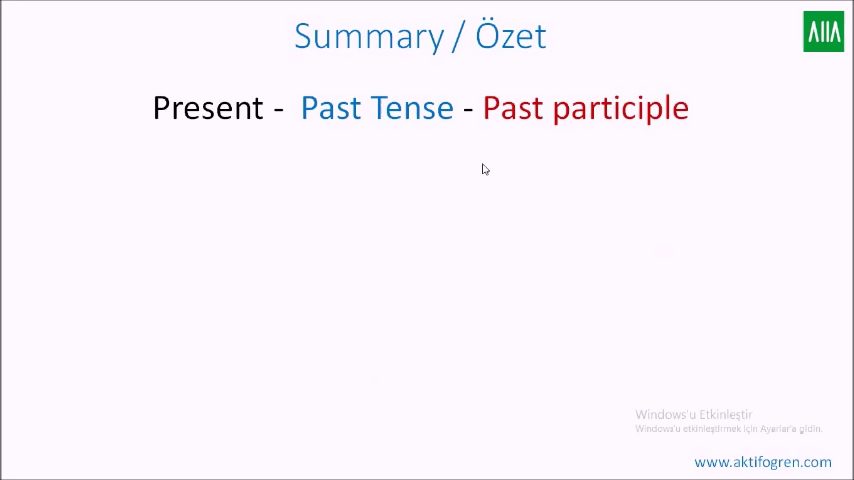 Summary / Özet
Present - Past Tense - Past participle
Windows'u Etkinleştir
Windows'u etkinleştirmek için Ayarlar'a gidin.
www.aktifogren.com